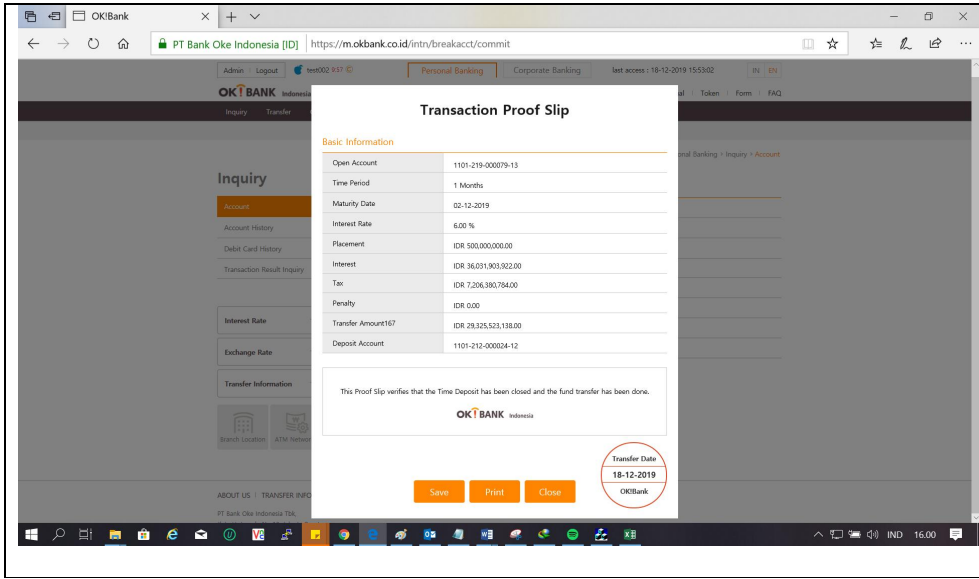 OK!Bank
PT Bank Oke Indonesia [ID] https://m.okbank.co.id/intn/breakacct/commit
Admin Logout test002 9:57 Personal Banking Corporate Banking last access : 18-12-2019 15:53:02 IN EN
OK! BANK Indonesia Token Form FAQ
Inquiry Transfer
Transaction Proof Slip
Basic Information
Banking Inquiry Account
Open Account 1101-219-000079-13
Inquiry
Time Period 1 Months
Maturity Date 02-12-2019
Account
Interest Rate 6.00 %
Account History
Placement IDR 500,000,000.00
Debit Card History
Interest IDR 36,031,903,922.00
Transaction Result Inquiry
Tax IDR 7,206,380,784.00
Penalty IDR 0.00
Interest Rate
Transfer Amount167 IDR 29,325,523,138.00
Deposit Account 1101-212-000024-12
Exchange Rate
Transfer Information
This Proof Slip verifies that the Time Deposit has been closed and the fund transfer has been done.
OK! BANK Indonesia
Branch Location ATM Networ
Transfer Date
18-12-2019
OK!Bank
Save Print Close
ABOUT US TRANSFER INFO
PT Bank Oke Indonesia Tbk,
IND 16.00